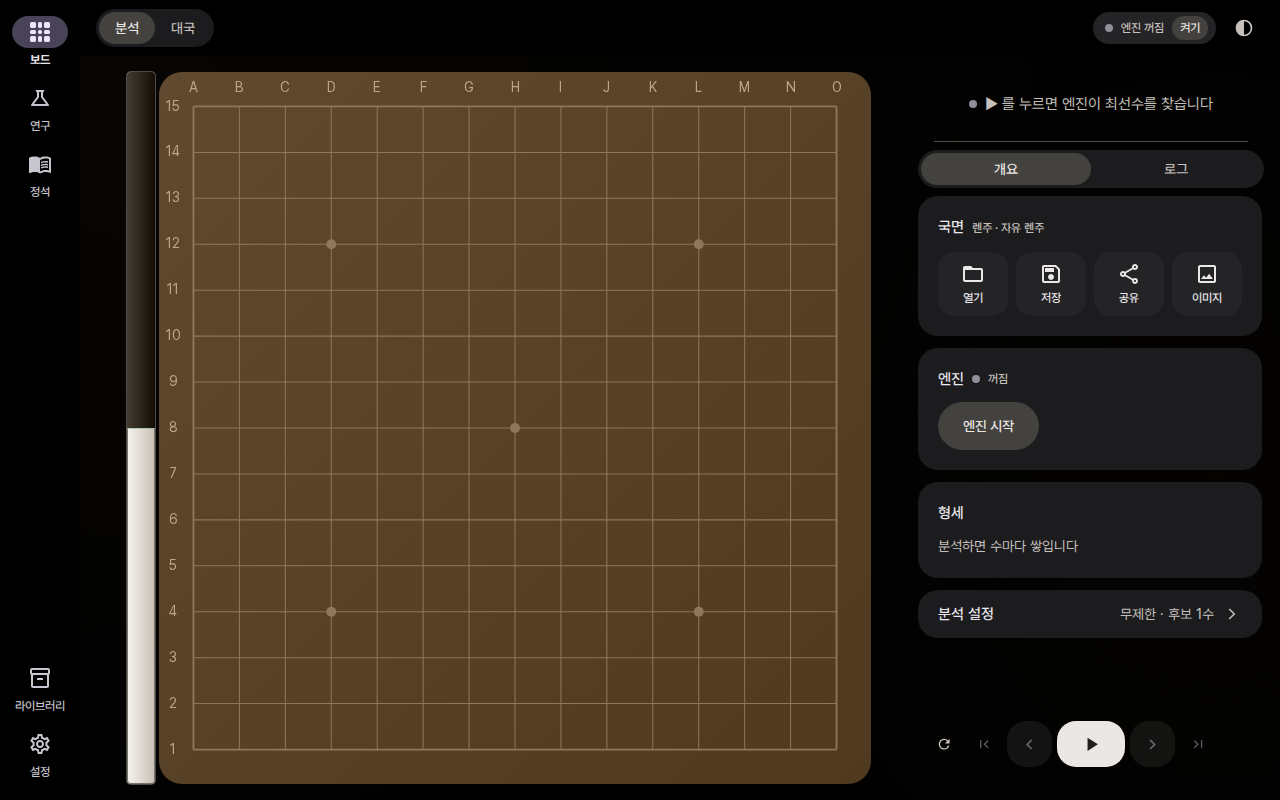 보드
연구
정석
라이브러리
설정
분석 대국
엔진 꺼짐 켜기
A B C D E F G H I J K L M N O
15
14
13
12
11
10
9
8
7
6
5
4
3
2
1
▶ 를 누르면 엔진이 최선수를 찾습니다
개요 로그
국면 렌주 · 자유 렌주
열기 저장 공유 이미지
엔진 꺼짐
엔진 시작
형세
분석하면 수마다 쌓입니다
분석 설정 무제한 · 후보 1수